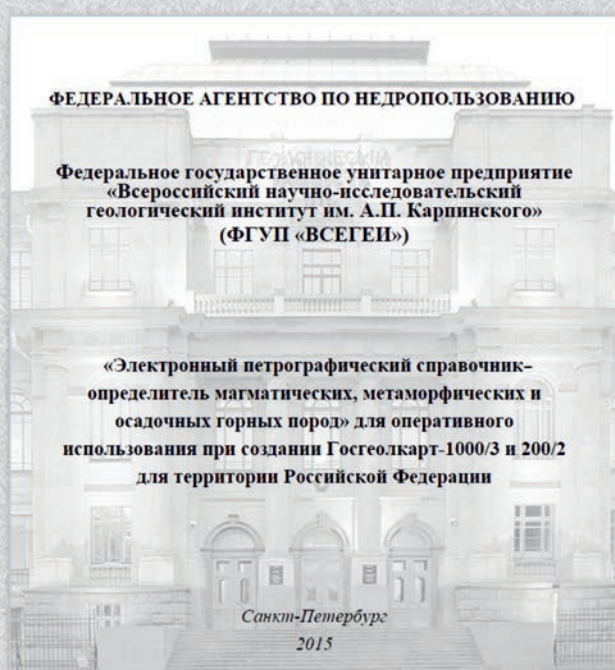 ФЕДЕРАЛЬНОЕ АГЕНТСТВО ПО НЕДРОПОЛЬЗОВАНИЮ
Федеральное государственное унитарное предприятие
«Всероссийский научно-исследовательский
геологический институт им. А.П. Карпинского»
(ФГУП «ВСЕГЕИ»)
«Электронный петрографический справочник–
определитель магматических, метаморфических и
осадочных горных пород» для оперативного
использования при создании Госгеолкарт-1000/3 и 200/2
для территории Российской Федерации
Санкт-Петербург
2015